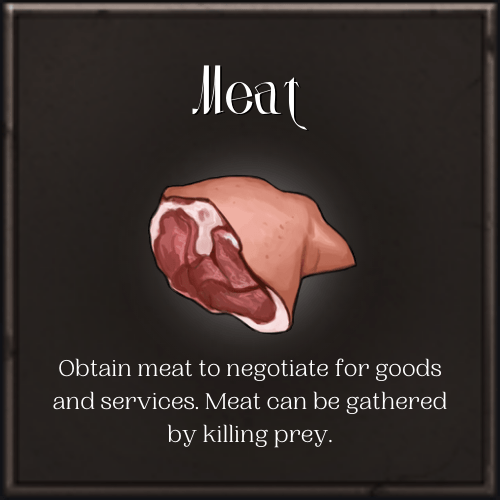 Meat
Obtain meat to negotiate for goods
and services. Meat can be gathered
by killing prey.